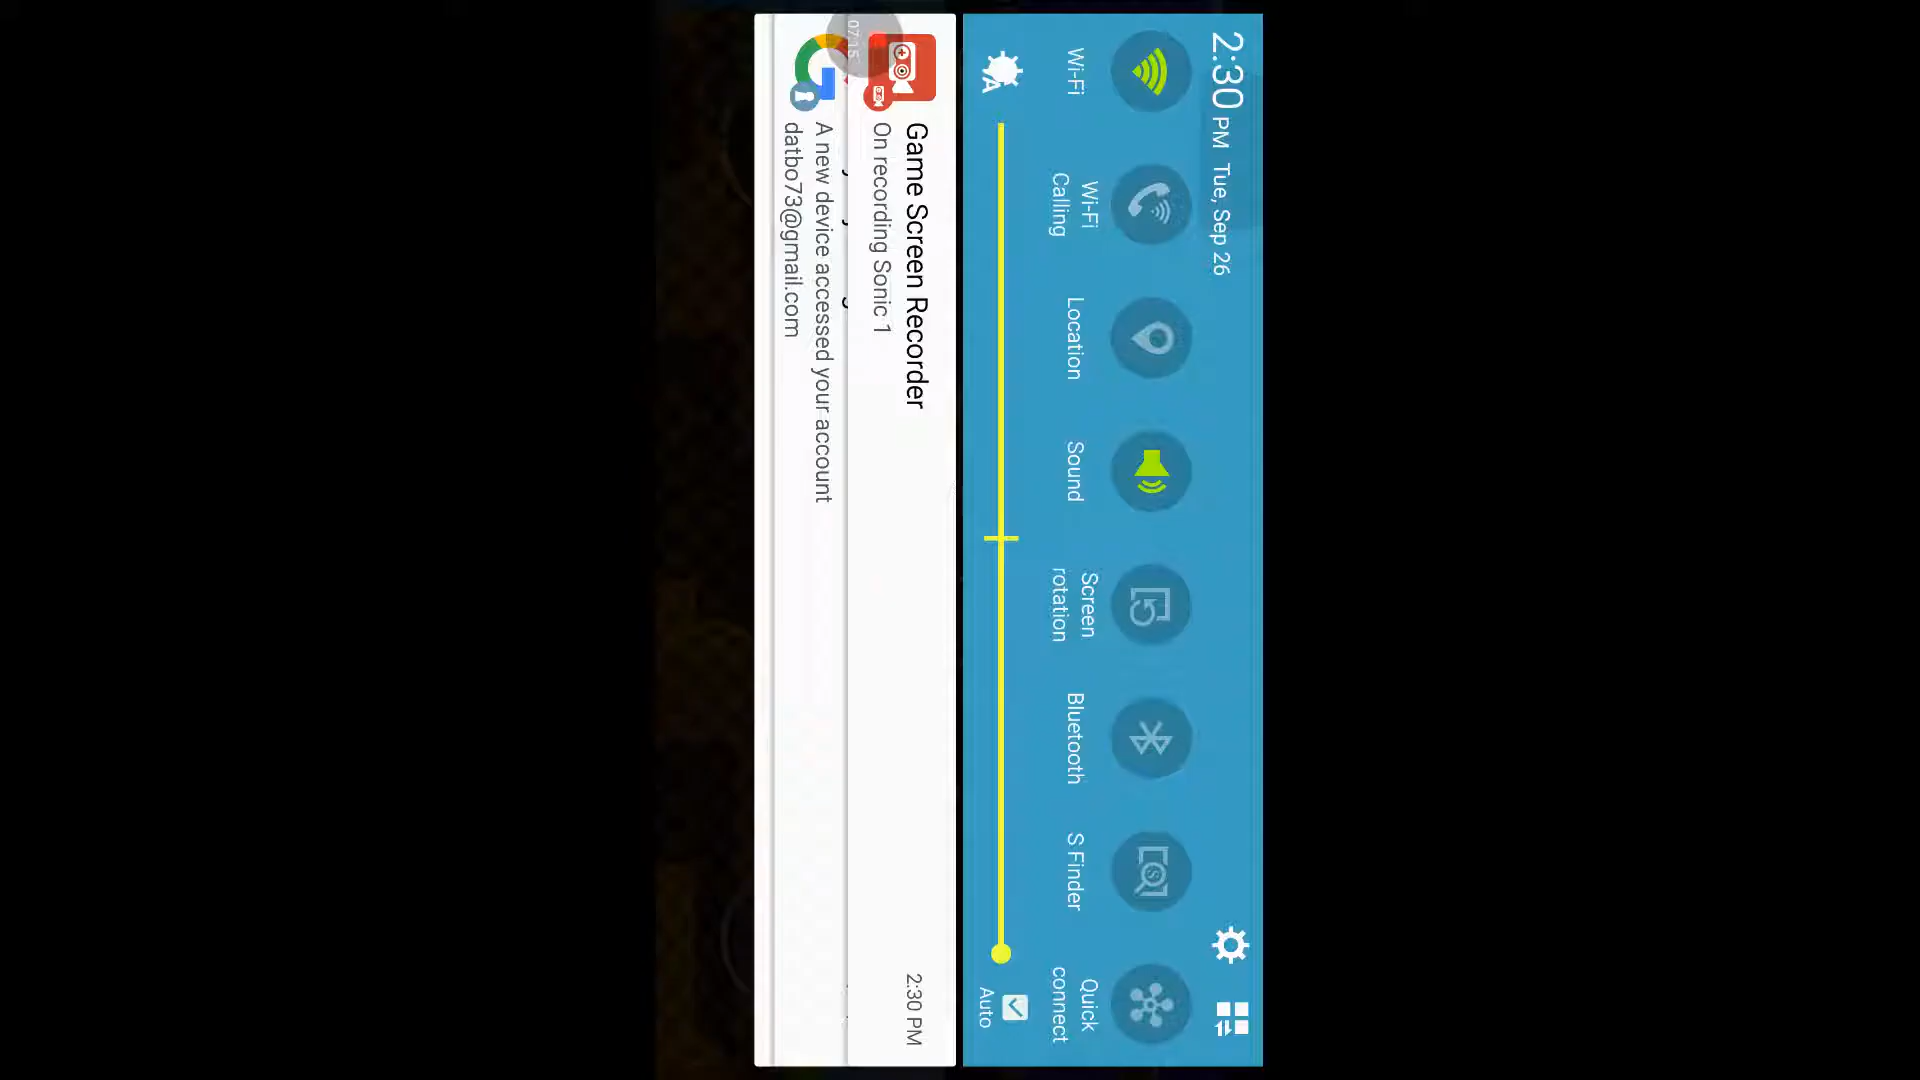 2:30 PM Tue, Sep 26
Wi-Fi
Wi-Fi
Calling
Location
Sound
Screen
rotation
Bluetooth
S Finder
Quick
connect
A
Auto
Game Screen Recorder
2:30 PM
On recording Sonic 1
07:15
A new device accessed your account
datbo73@gmail.com